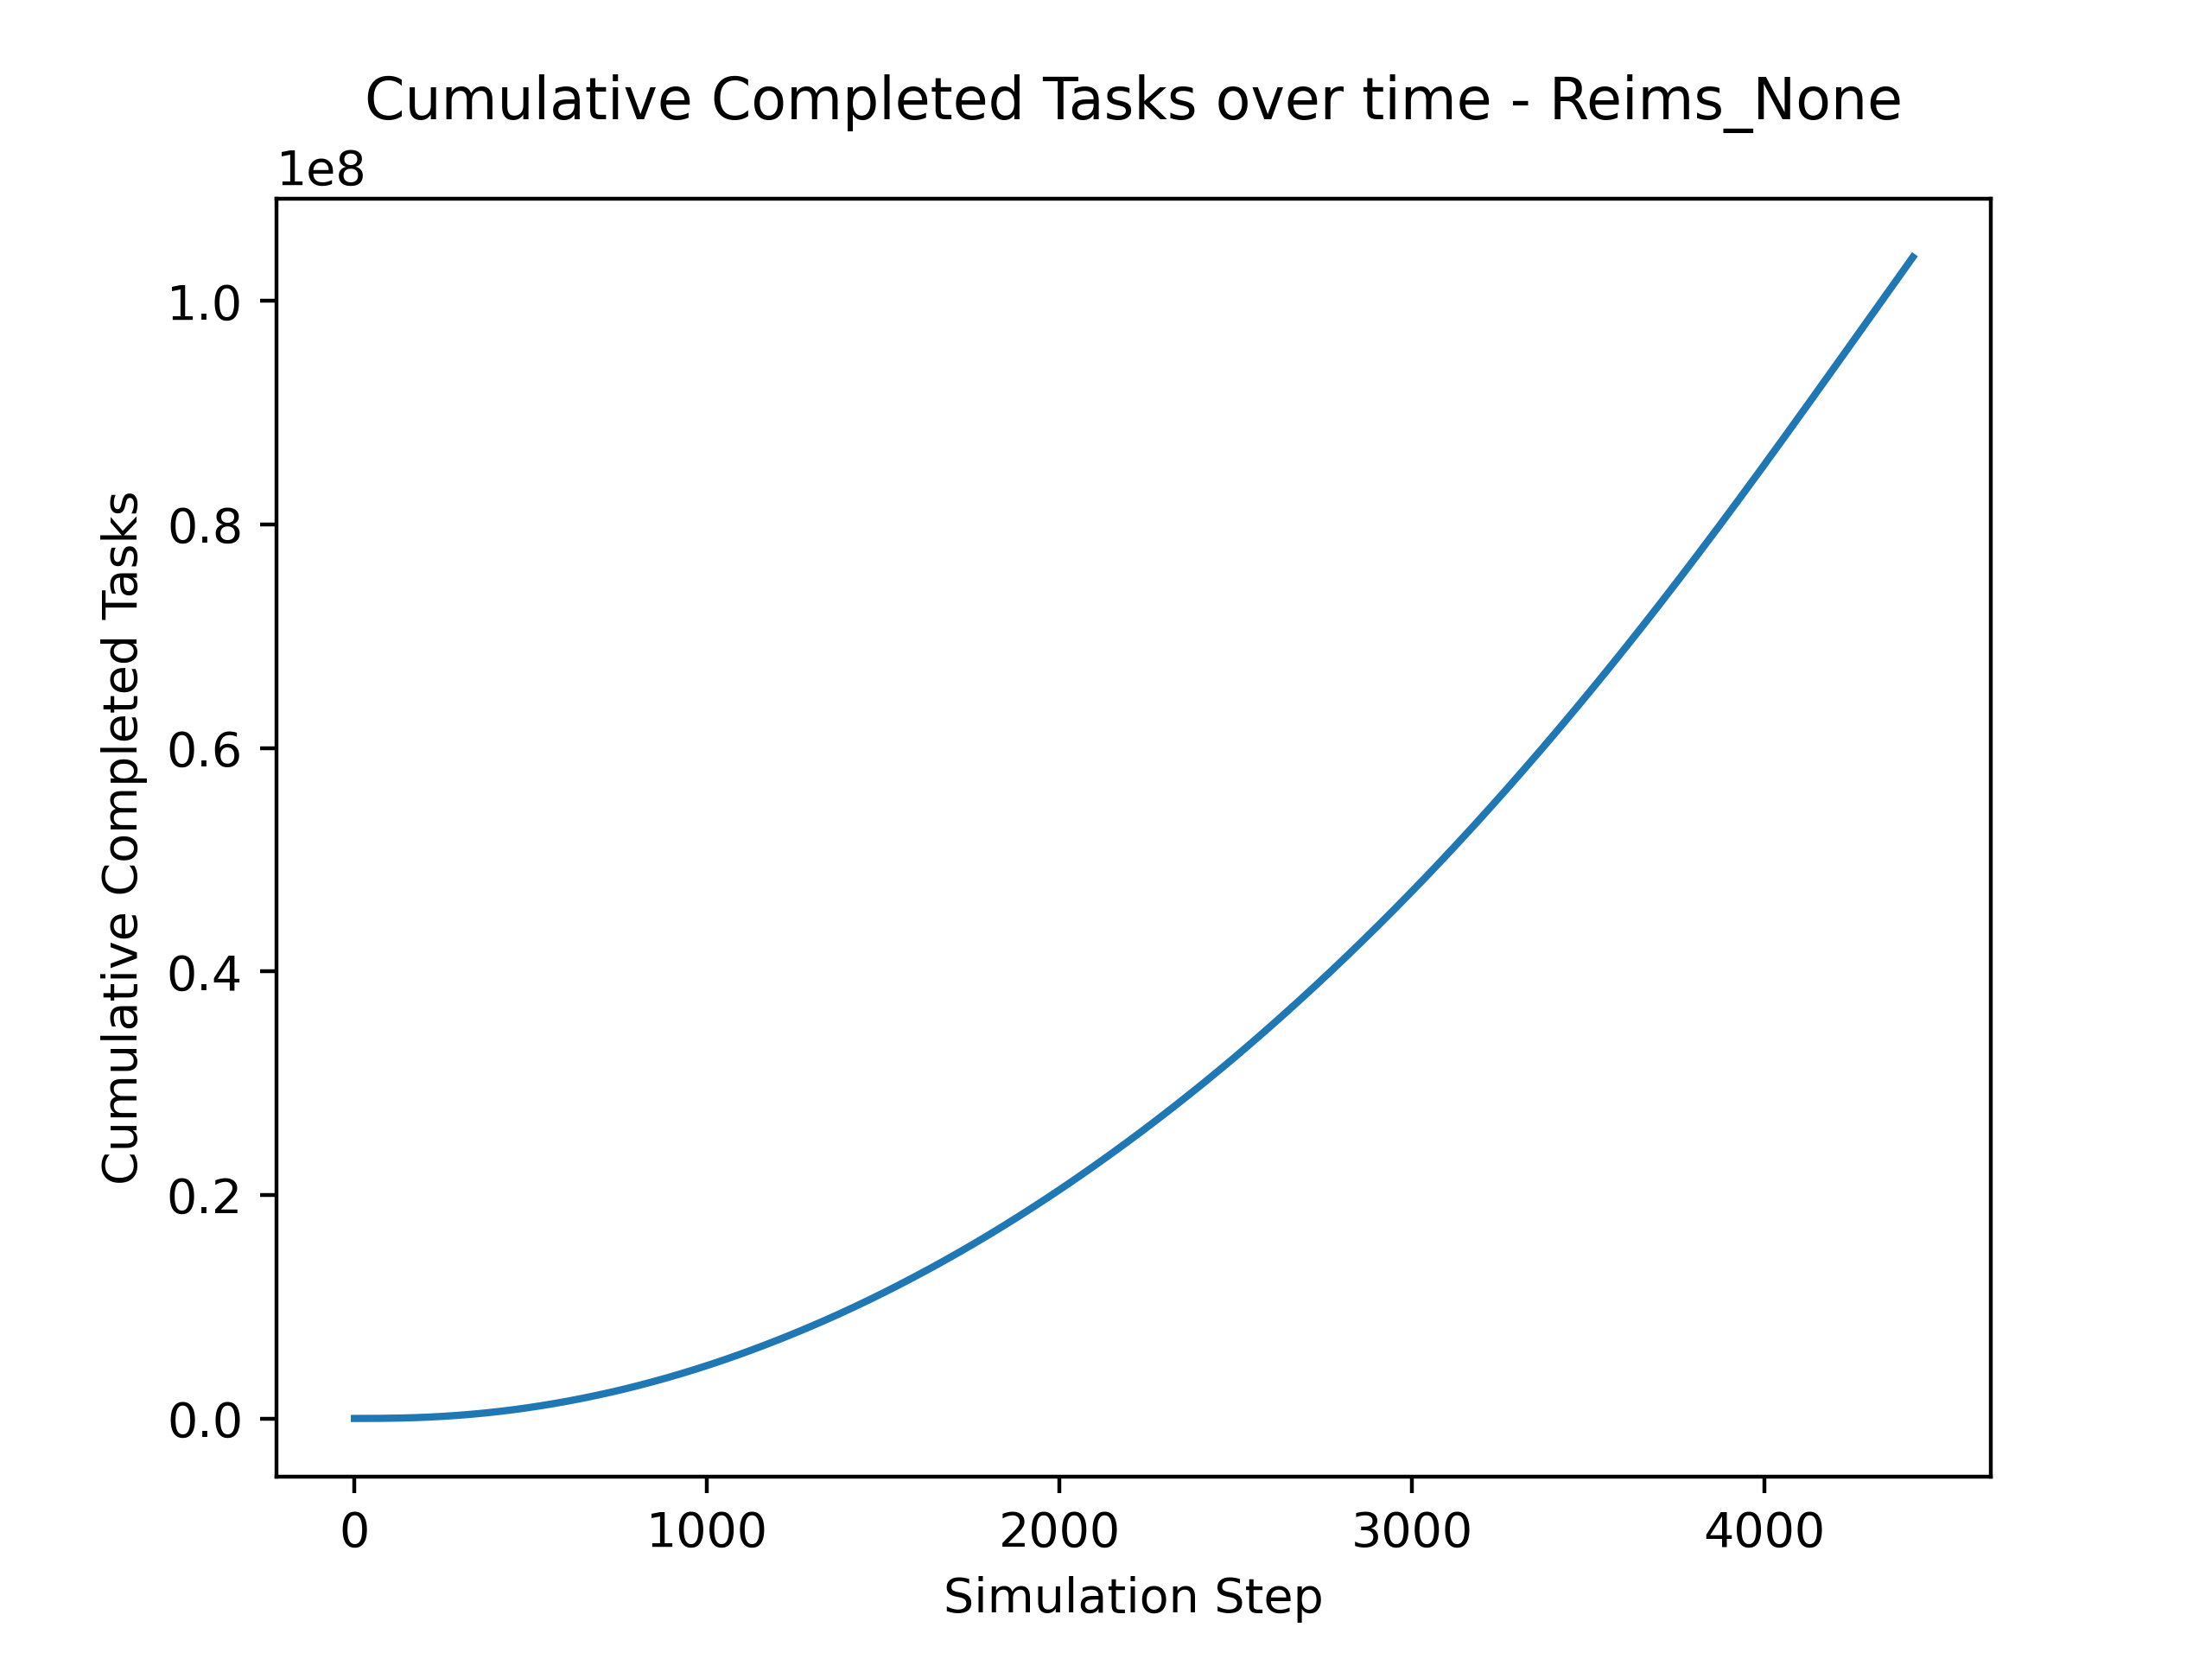 Cumulative Completed Tasks over time - Reims_None
1e8
1.0
0.8
0.6
0.4
0.2
0.0
Cumulative Completed Tasks
0 1000 2000 3000 4000
Simulation Step